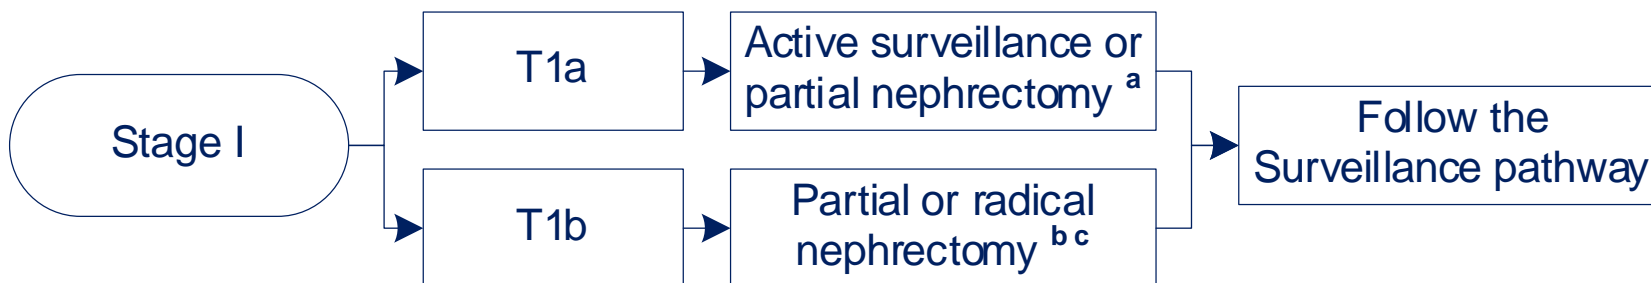 Stage I
T1a
Active surveillance or
partial nephrectomy a
T1b
Partial or radical
nephrectomy b c
Follow the
Surveillance pathway